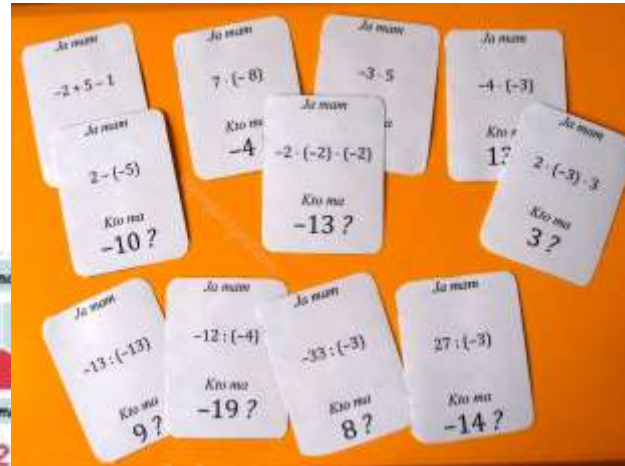 Ja mam
-2 + 5 - 1
Ja mam
7 · (-8)
Kto
-4
Ja mam
-3 · 5
Ja mam
-4 · (-3)
Kto
Ja mam
2 - (-5)
Kto ma
-10 ?
Ja mam
-2 · (-2) · (-2)
Kto ma
-13 ?
Ja mam
2 · (-3) · 3
Kto ma
3 ?
Ja mam
-13 : (-13)
Kto ma
9 ?
Ja mam
-12 : (-4)
Kto ma
-19 ?
Ja mam
-33 : (-3)
Kto ma
8 ?
Ja mam
27 : (-3)
Kto ma
-14 ?